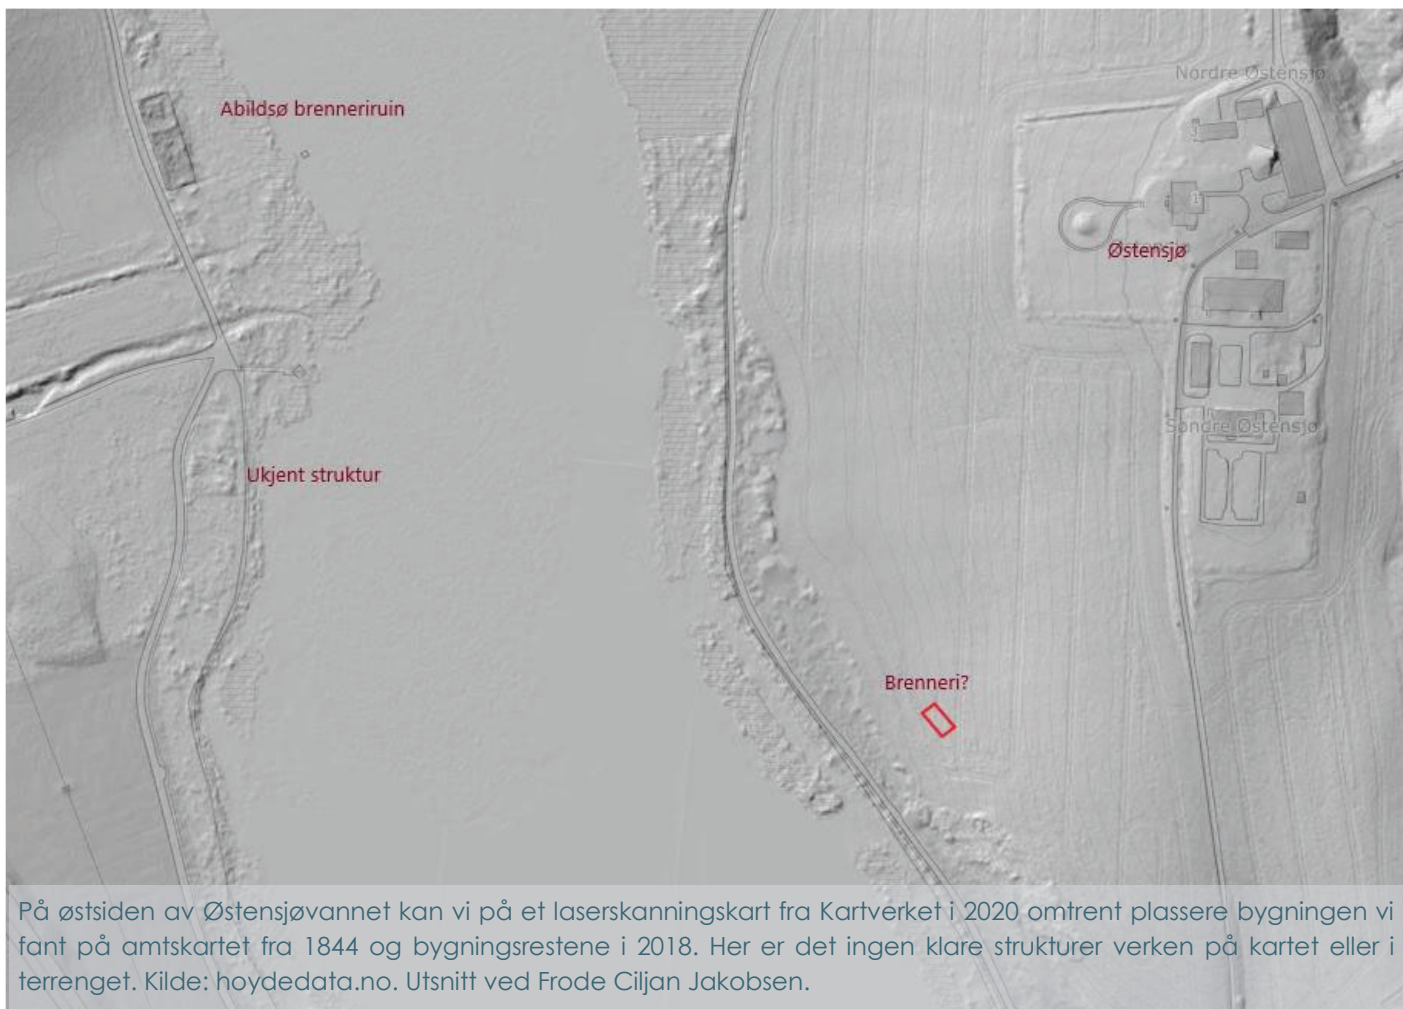 Nordre Østensjø
Abildsø brenneriruin
3
1
Østensjø
Søndre Østensjø
Ukjent struktur
Brenneri?
På østsiden av Østensjøvannet kan vi på et laserskanningskart fra Kartverket i 2020 omtrent plassere bygningen vi
fant på amtskartet fra 1844 og bygningsrestene i 2018. Her er det ingen klare strukturer verken på kartet eller i
terrenget. Kilde: hoydedata.no. Utsnitt ved Frode Ciljan Jakobsen.